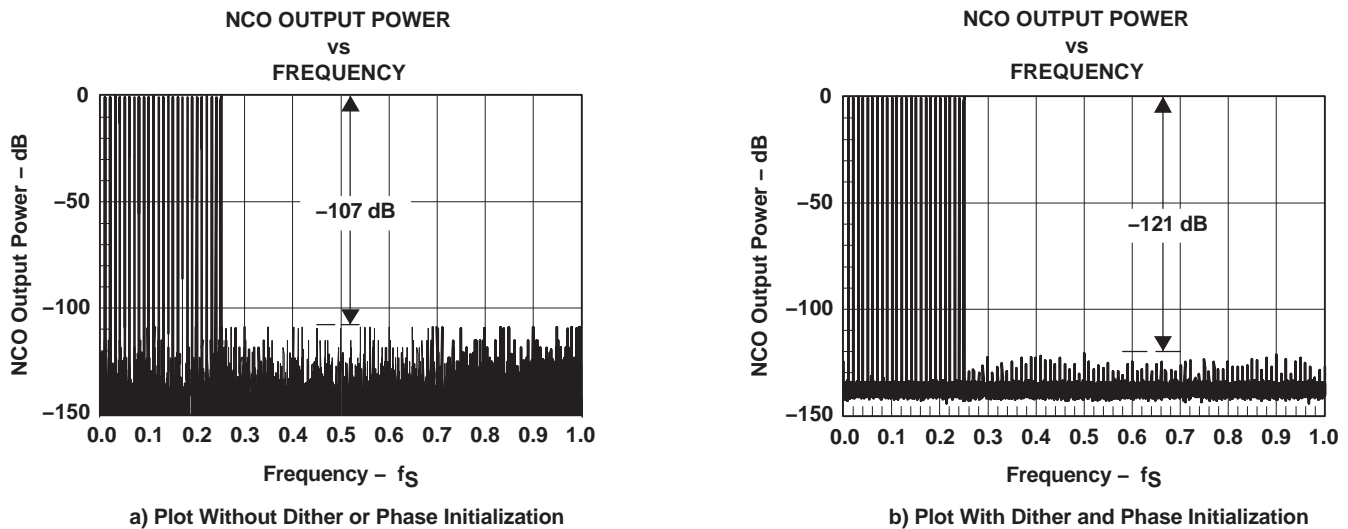 NCO OUTPUT POWER
vs
FREQUENCY
NCO Output Power – dB
0
–50
–100
–150
–107 dB
0.0 0.1 0.2 0.3 0.4 0.5 0.6 0.7 0.8 0.9 1.0
Frequency – fS
a) Plot Without Dither or Phase Initialization
NCO OUTPUT POWER
vs
FREQUENCY
NCO Output Power – dB
0
–50
–100
–150
–121 dB
0.0 0.1 0.2 0.3 0.4 0.5 0.6 0.7 0.8 0.9 1.0
Frequency – fS
b) Plot With Dither and Phase Initialization